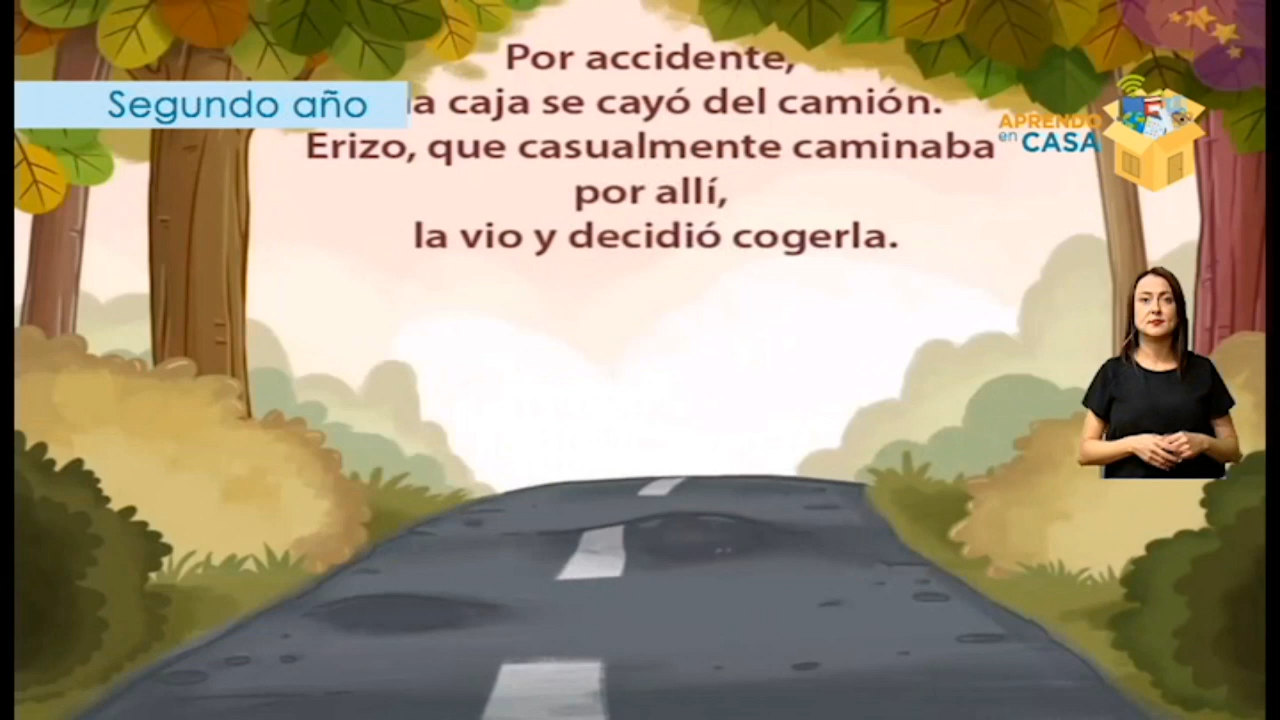 Por accidente,
la caja se cayó del camión.
Erizo, que casualmente caminaba
por allí,
la vio y decidió cogerla.
Segundo año
APRENDO
en CASA